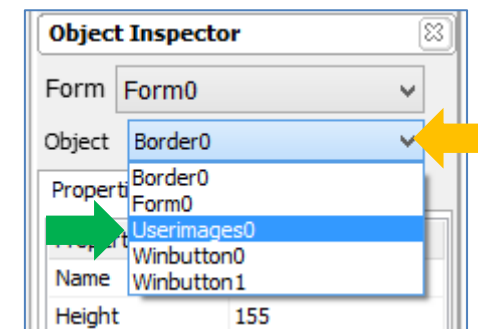 Object Inspector
Form Form0
Object Border0
Border0
Form0
Userimages0
Winbutton0
Winbutton1
Name
Height 155